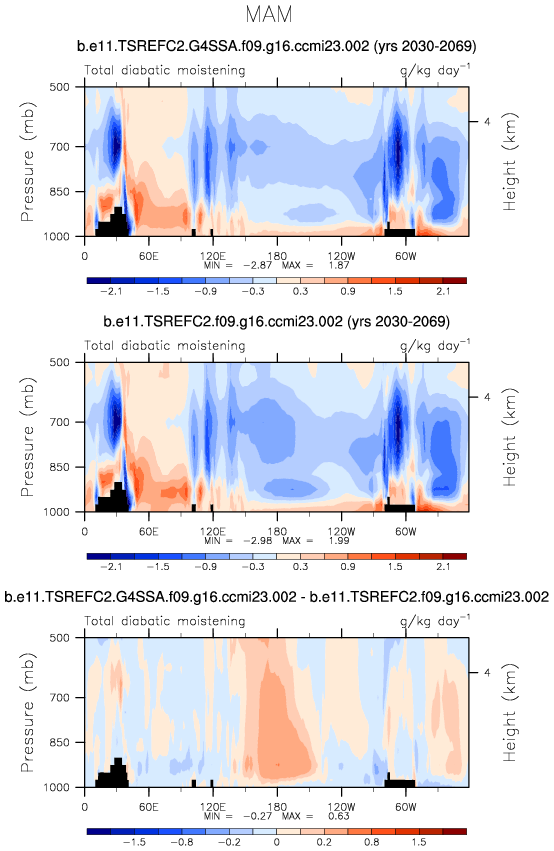 MAM
b.e11.TSREFC2.G4SSA.f09.g16.ccmi23.002 (yrs 2030-2069)
Total diabatic moistening g/kg day⁻¹
Pressure (mb)
500
700
850
1000
4
Height (km)
0 60E 120E 180 120W 60W
MIN = -2.87 MAX = 1.87
-2.1 -1.5 -0.9 -0.3 0.3 0.9 1.5 2.1
b.e11.TSREFC2.f09.g16.ccmi23.002 (yrs 2030-2069)
Total diabatic moistening g/kg day⁻¹
Pressure (mb)
500
700
850
1000
4
Height (km)
0 60E 120E 180 120W 60W
MIN = -2.98 MAX = 1.99
-2.1 -1.5 -0.9 -0.3 0.3 0.9 1.5 2.1
b.e11.TSREFC2.G4SSA.f09.g16.ccmi23.002 - b.e11.TSREFC2.f09.g16.ccmi23.002
Total diabatic moistening g/kg day⁻¹
Pressure (mb)
500
700
850
1000
4
Height (km)
0 60E 120E 180 120W 60W
MIN = -0.27 MAX = 0.63
-1.5 -0.8 -0.2 0 0.2 0.8 1.5